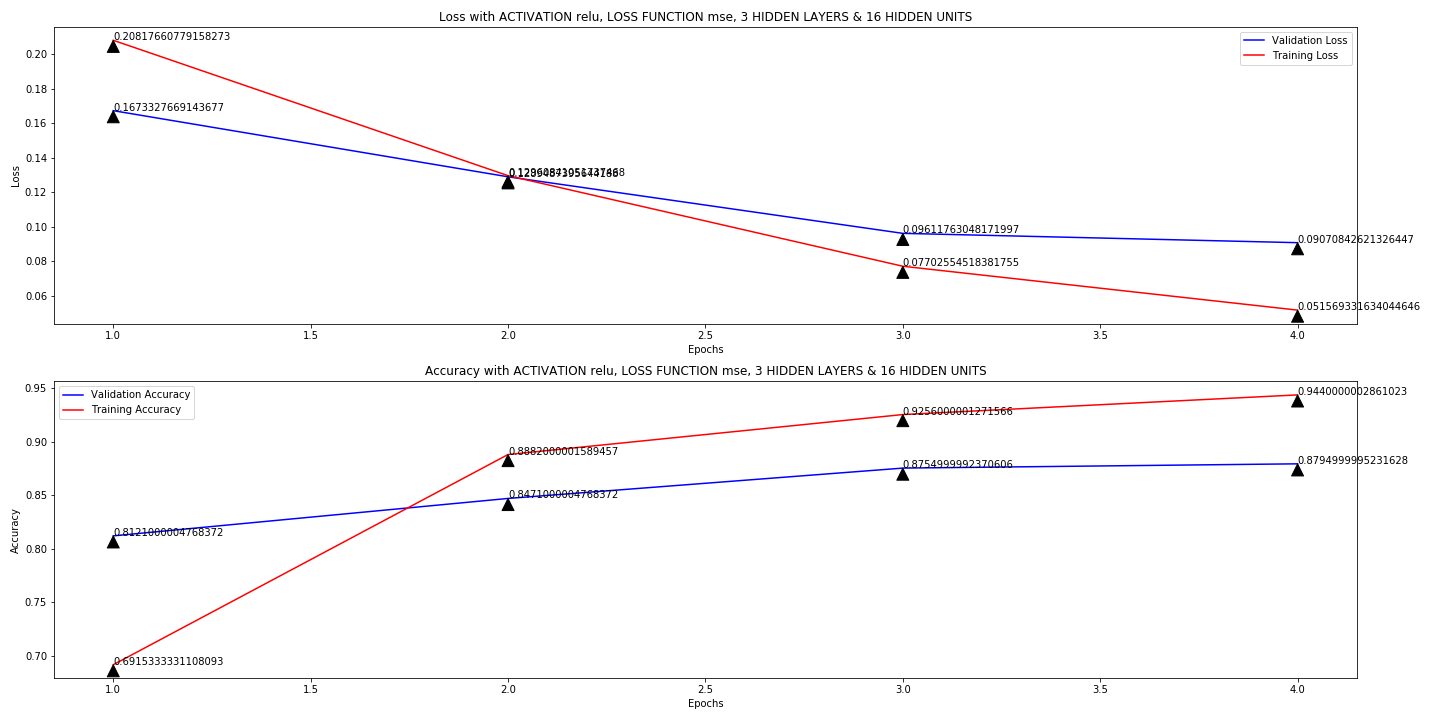 Loss with ACTIVATION relu, LOSS FUNCTION mse, 3 HIDDEN LAYERS & 16 HIDDEN UNITS
Loss
0.20
0.18
0.16
0.14
0.12
0.10
0.08
0.06
0.20817660779158273
0.1673327669143677
0.09611763048171997
0.07702554518381755
0.09070842621326447
0.051569331634044646
Validation Loss
Training Loss
1.0 1.5 2.0 2.5 3.0 3.5 4.0
Epochs
Accuracy with ACTIVATION relu, LOSS FUNCTION mse, 3 HIDDEN LAYERS & 16 HIDDEN UNITS
Accuracy
0.95
0.90
0.85
0.80
0.75
0.70
Validation Accuracy
Training Accuracy
0.8121000004768372
0.6915333331108093
0.8882000001589457
0.8471000004768372
0.9256000001271566
0.8754999992370606
0.9440000002861023
0.8794999995231628
1.0 1.5 2.0 2.5 3.0 3.5 4.0
Epochs